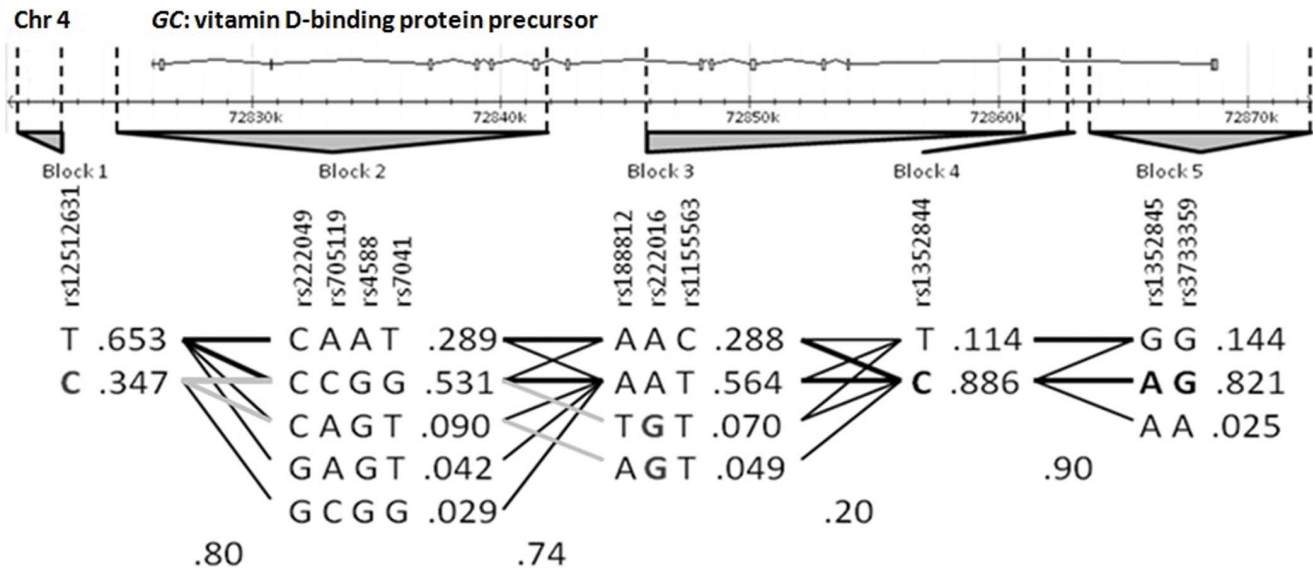 Chr 4 GC: vitamin D-binding protein precursor
72830k 72840k 72850k 72860k 72870k
Block 1 Block 2 Block 3 Block 4 Block 5
rs12512631 rs222049 rs705119 rs4588 rs7041 rs188812 rs222016 rs1155563 rs1352844 rs1352845 rs3733359
T .653 C A A T .289 A A C .288 T .114 G G .144
C .347 C C G G .531 A A T .564 C .886 A G .821
C A G T .090 T G T .070 A A .025
G A G T .042 A G T .049 .90
G C G G .029 .20
.80 .74